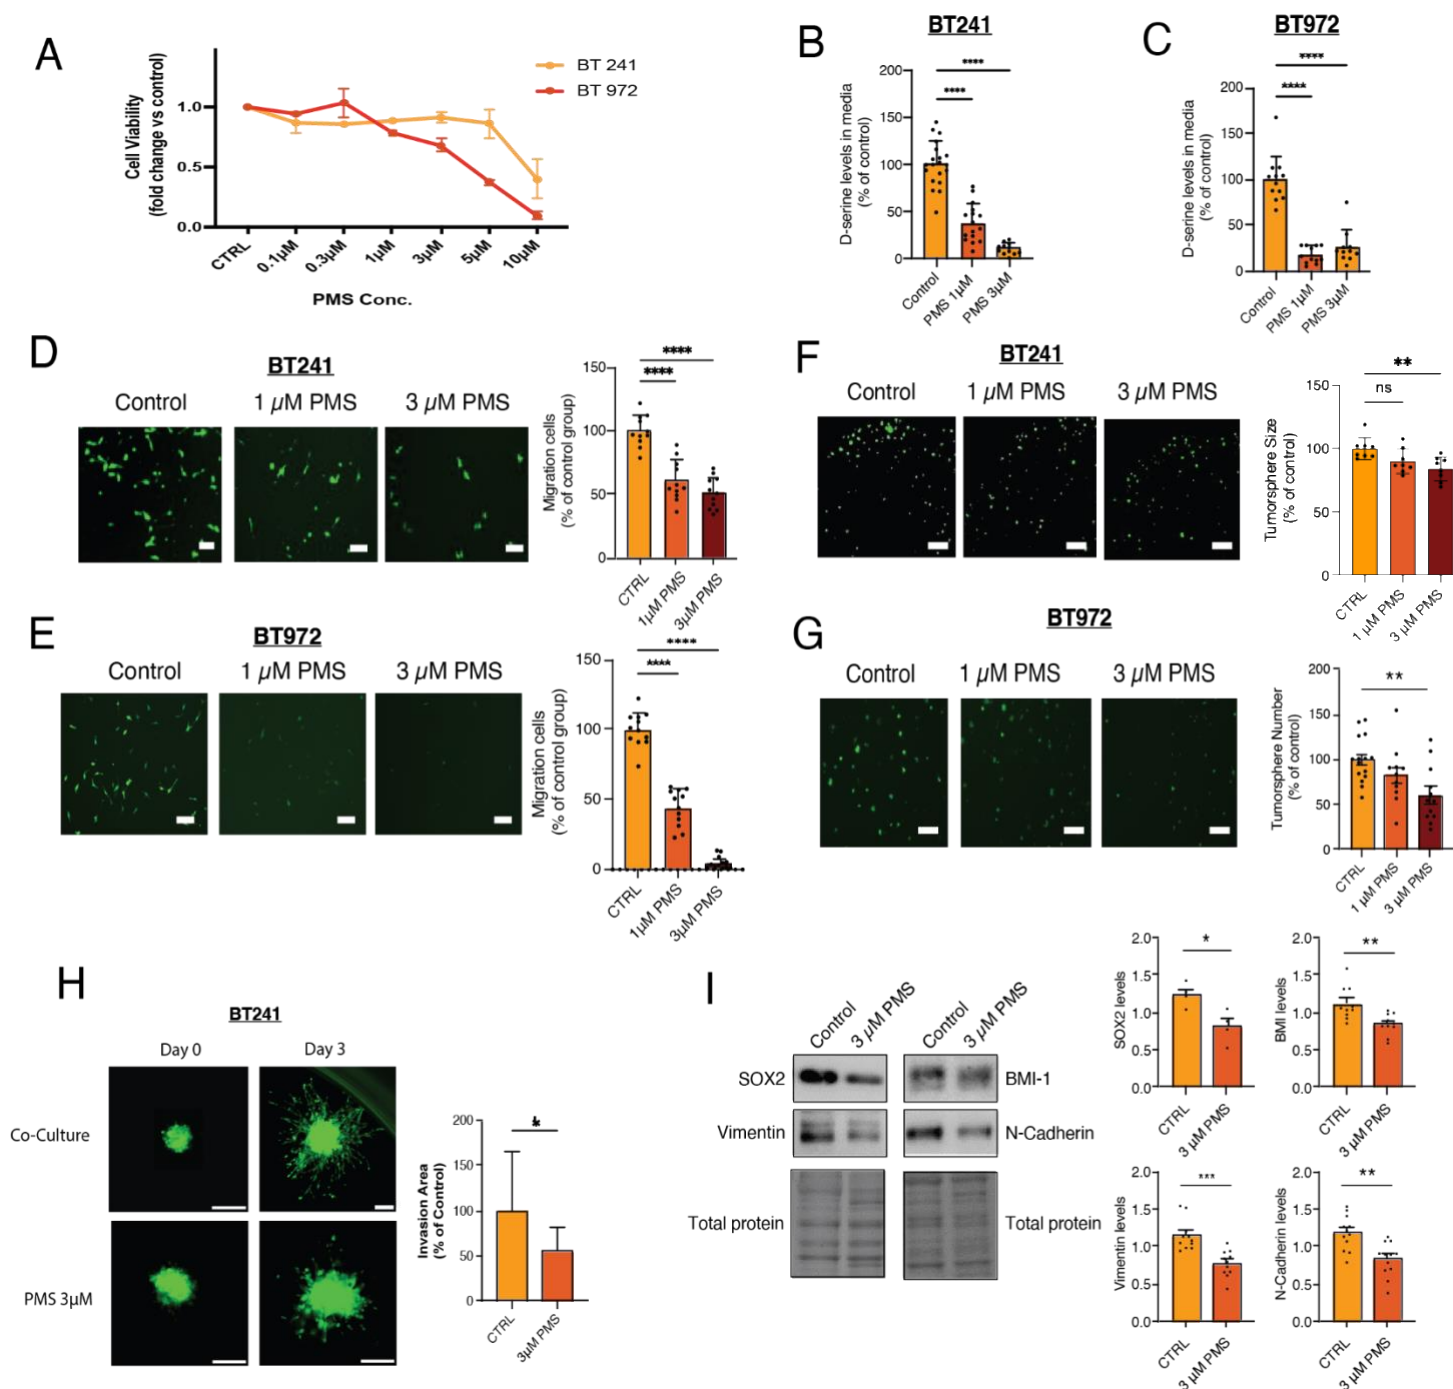 A
Cell Viability
(fold change vs control)
1.0
0.5
0.0
CTRL
0.1µM
0.3µM
1µM
3µM
5µM
10µM
PMS Conc.
BT 241
BT 972
B
BT241
D-serine levels in media
(% of control)
200
150
100
50
0
****
****
Control
PMS 1µM
PMS 3µM
C
BT972
D-serine levels in media
(% of control)
200
150
100
50
0
****
****
Control
PMS 1µM
PMS 3µM
D
BT241
Control
1 µM PMS
3 µM PMS
Migration cells
(% of control group)
150
100
50
0
****
****
CTRL
1µM PMS
3µM PMS
F
BT241
Control
1 µM PMS
3 µM PMS
Tumorsphere Size
(% of control)
150
100
50
0
**
ns
CTRL
1 µM PMS
3 µM PMS
E
BT972
Control
1 µM PMS
3 µM PMS
Migration cells
(% of control group)
150
100
50
0
****
****
CTRL
1µM PMS
3µM PMS
G
BT972
Control
1 µM PMS
3 µM PMS
Tumorsphere Number
(% of control)
200
150
100
50
0
**
CTRL
1 µM PMS
3 µM PMS
H
BT241
Day 0
Day 3
Co-Culture
PMS 3µM
Invasion Area
(% of Control)
200
150
100
50
0
*
CTRL
3µM PMS
I
Control
3 µM PMS
Control
3 µM PMS
SOX2
BMI-1
Vimentin
N-Cadherin
Total protein
Total protein
SOX2 levels
2.0
1.5
1.0
0.5
0.0
*
CTRL
3 µM PMS
BMI levels
2.0
1.5
1.0
0.5
0.0
**
CTRL
3 µM PMS
Vimentin levels
2.0
1.5
1.0
0.5
0.0
***
CTRL
3 µM PMS
N-Cadherin levels
2.0
1.5
1.0
0.5
0.0
**
CTRL
3 µM PMS